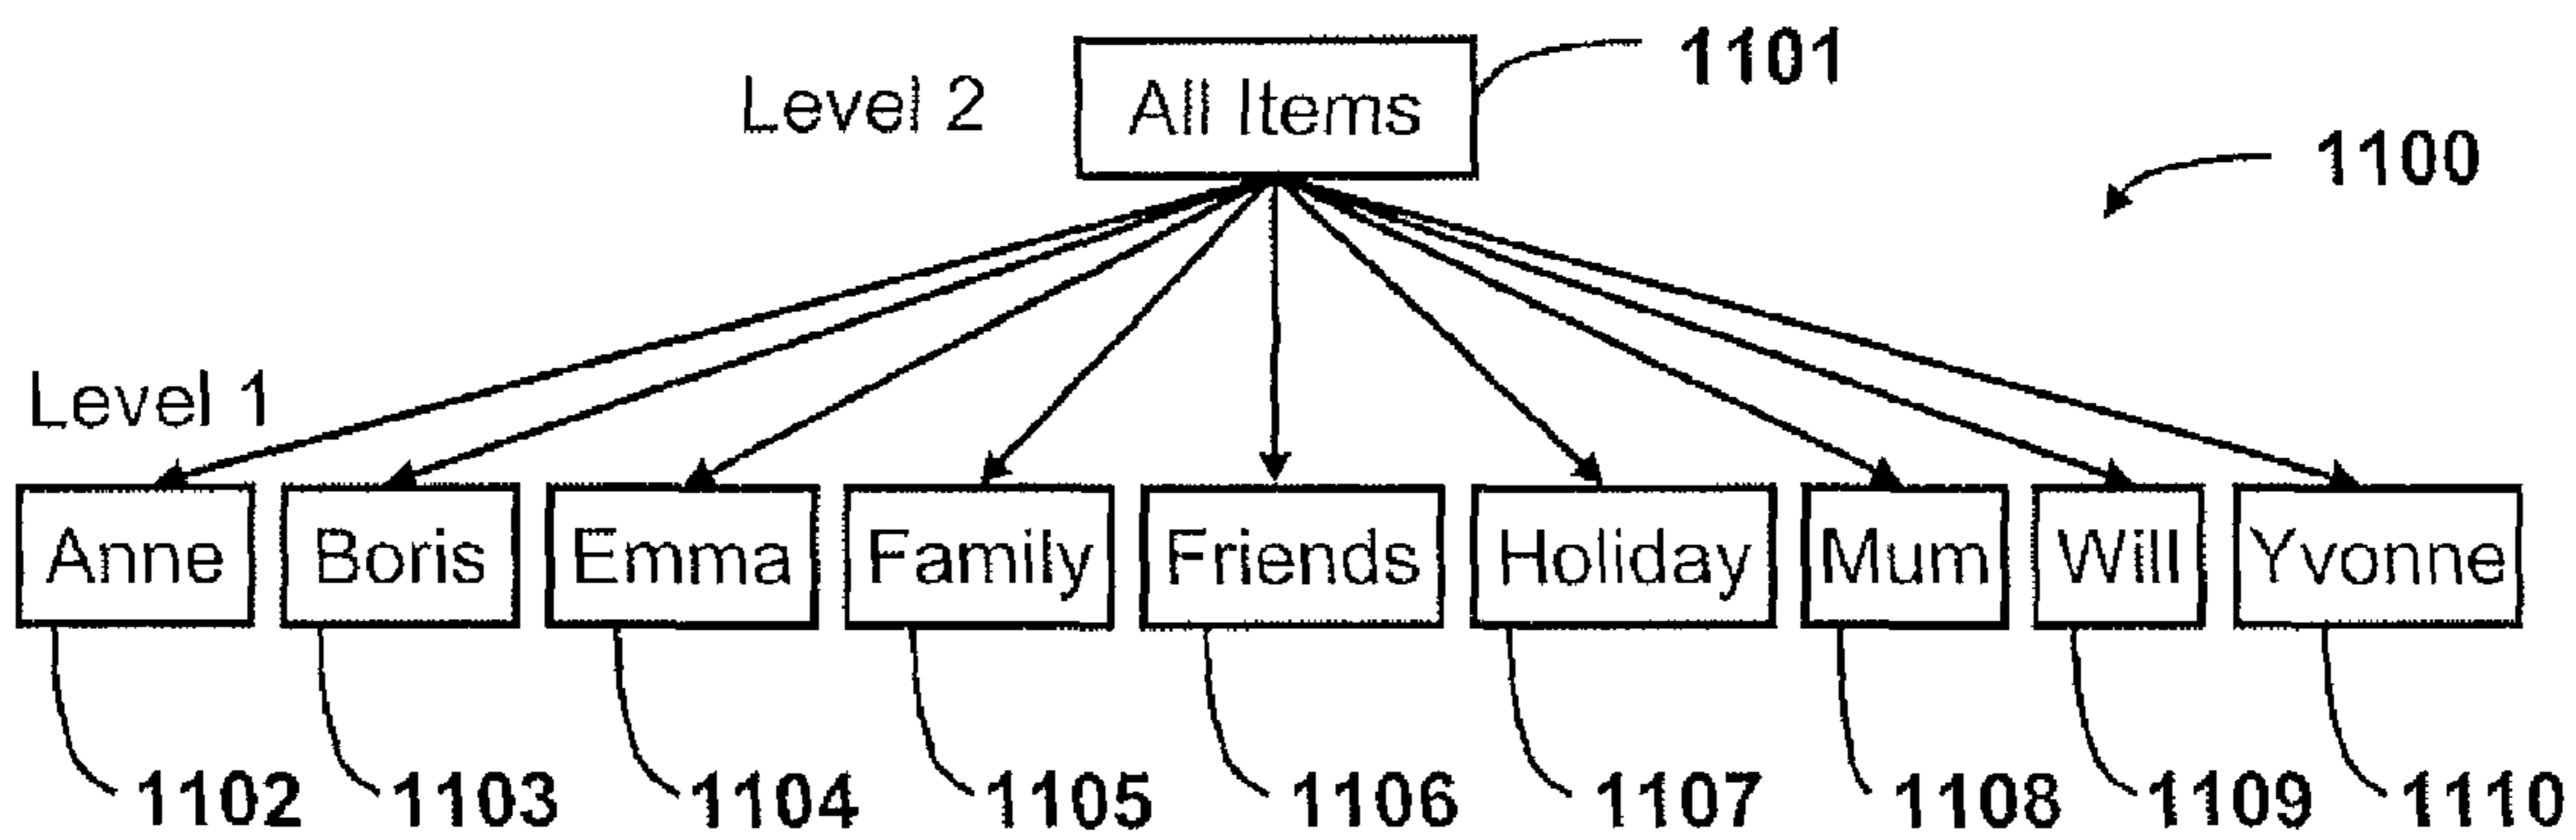 Level 2 All Items 1101
1100
Level 1
Anne Boris Emma Family Friends Holiday Mum Will Yvonne
1102 1103 1104 1105 1106 1107 1108 1109 1110